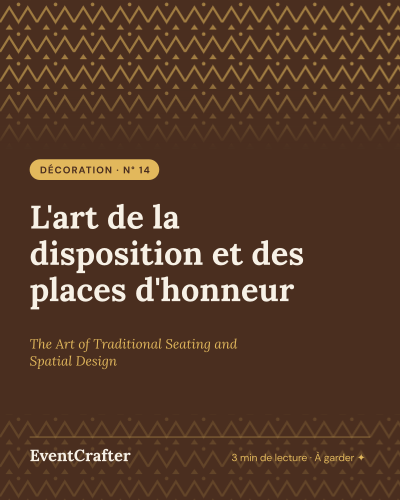 DÉCORATION · N° 14
L'art de la
disposition et des
places d'honneur
The Art of Traditional Seating and
Spatial Design
EventCrafter
3 min de lecture · À garder ✦